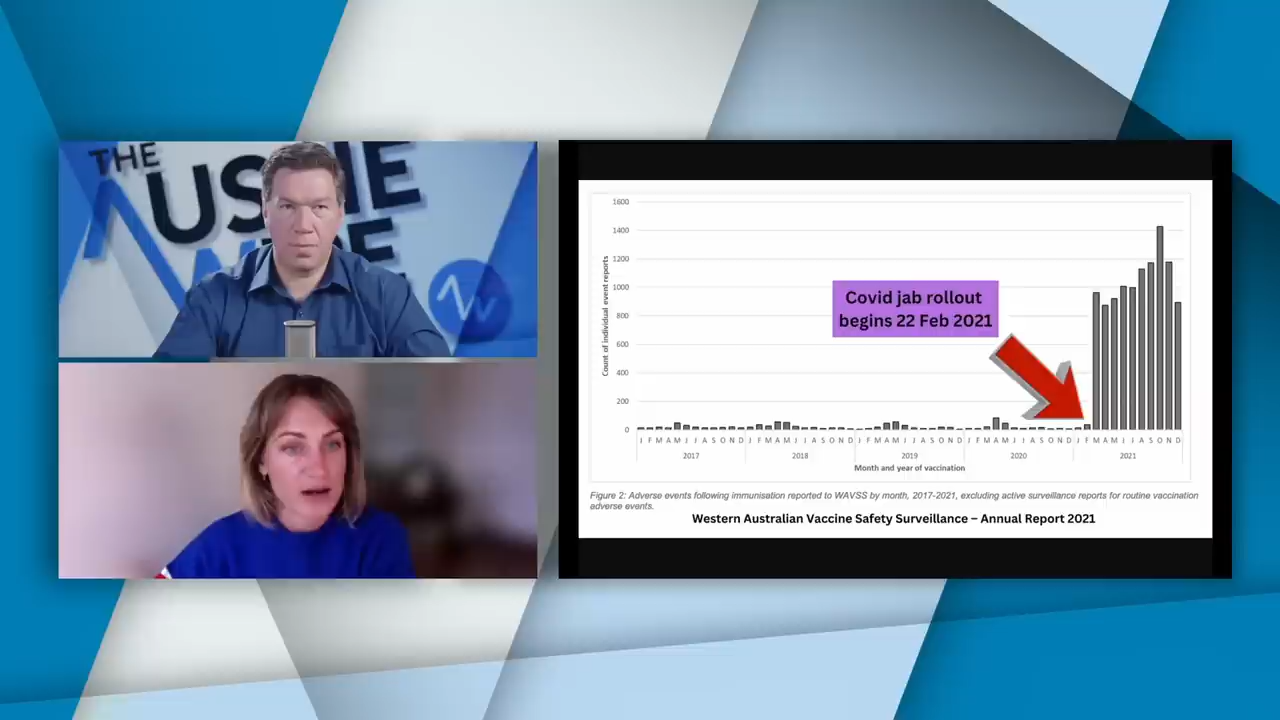 THE
AUSSIE
WIRE
W
1600
1400
1200
1000
800
600
400
200
0
Count of individual event reports
Covid jab rollout
begins 22 Feb 2021
J F M A M J J A S O N D J F M A M J J A S O N D J F M A M J J A S O N D J F M A M J J A S O N D J F M A M J J A S O N D
2017 2018 2019 2020 2021
Month and year of vaccination
Figure 2: Adverse events following immunisation reported to WAVSS by month, 2017-2021, excluding active surveillance reports for routine vaccination
adverse events.
Western Australian Vaccine Safety Surveillance – Annual Report 2021